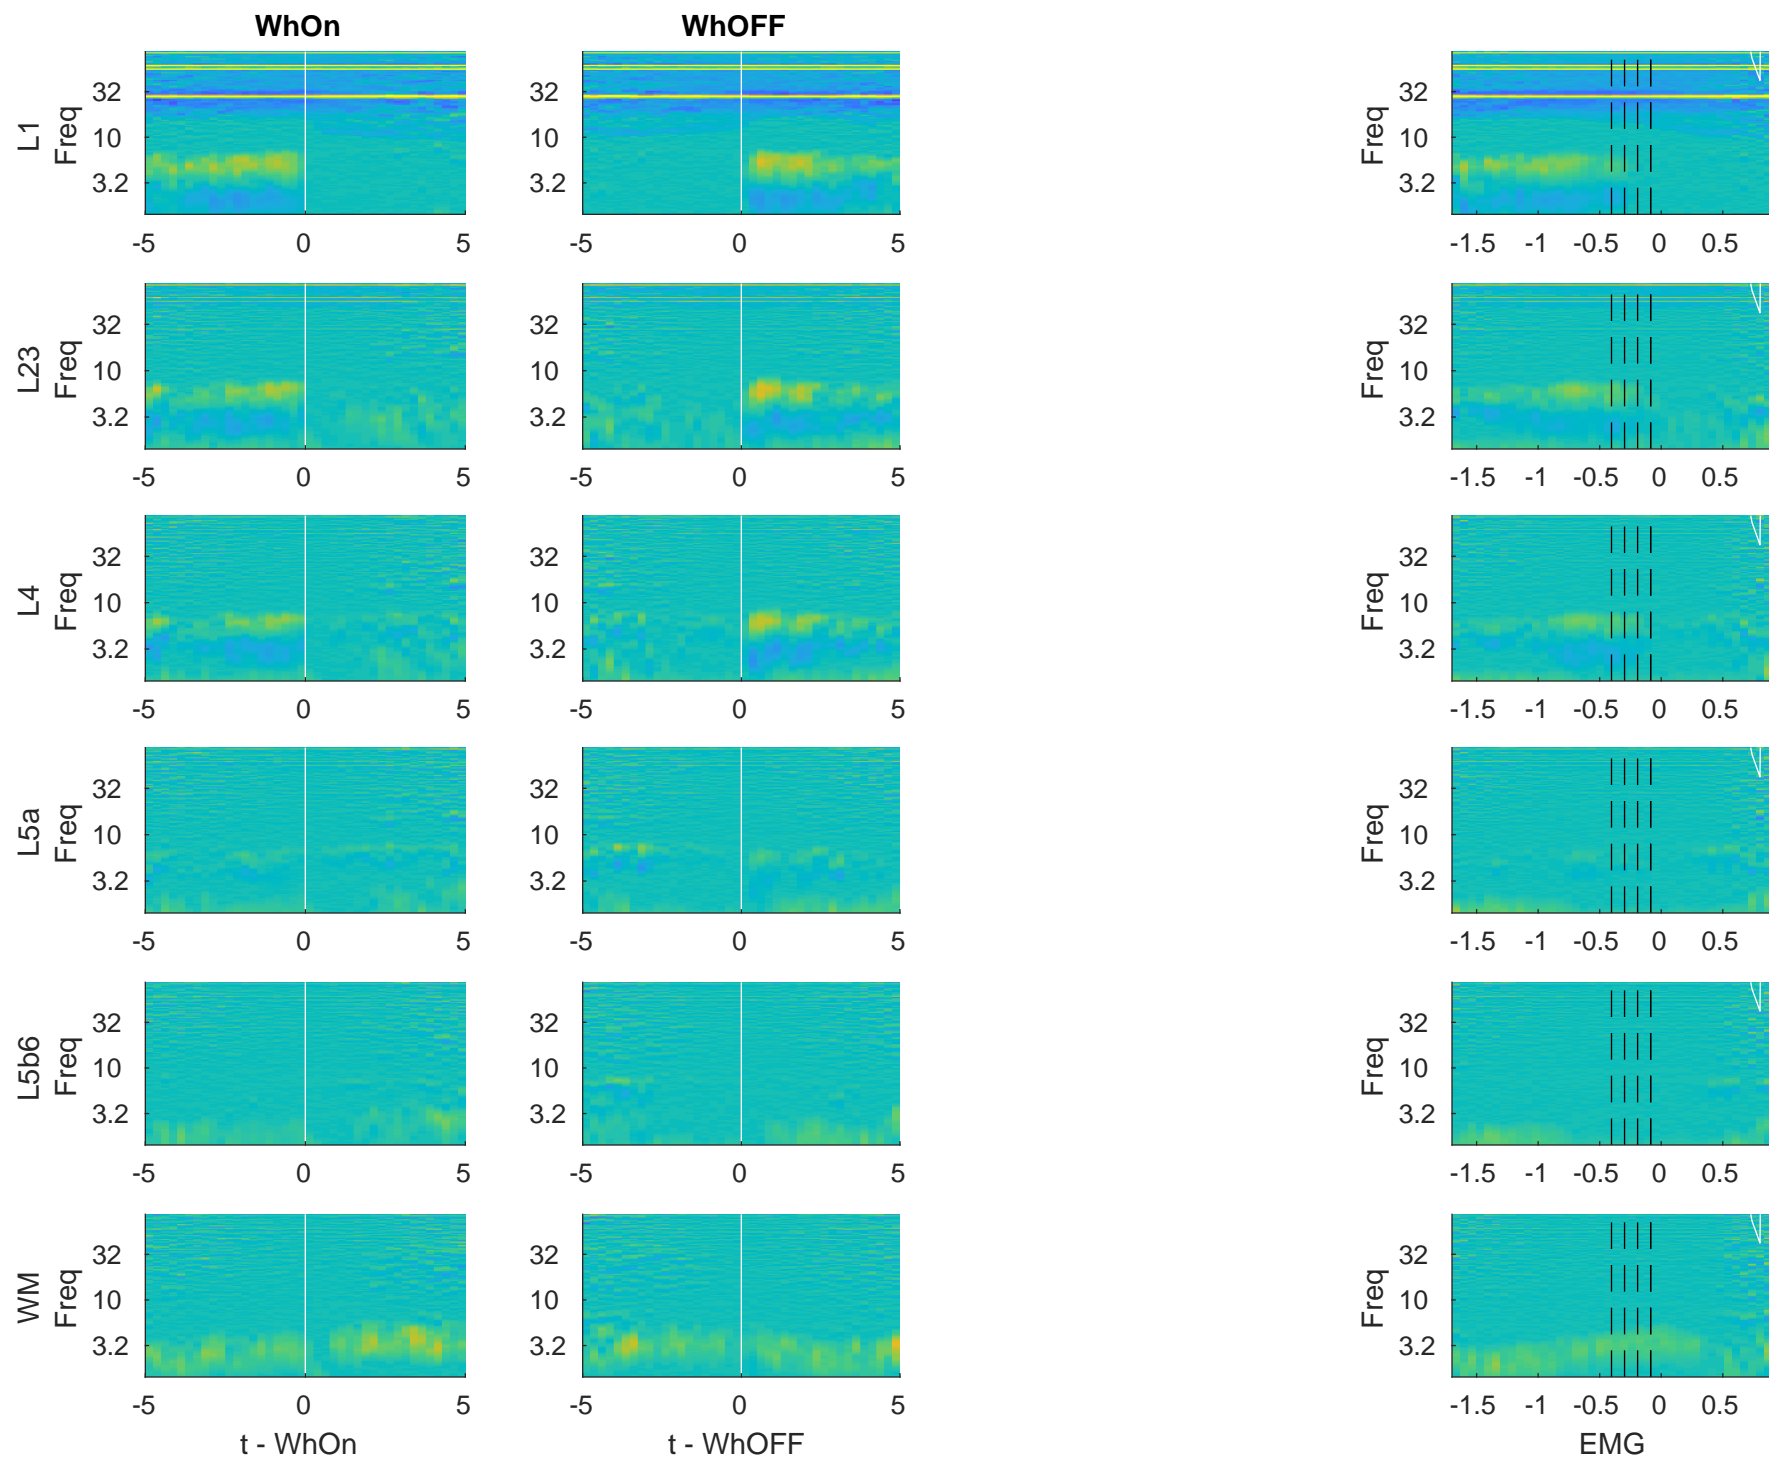 WhOn WhOFF
L1 Freq 32 10 3.2 32 10 3.2 Freq 32 10 3.2
-5 0 5 -5 0 5 -1.5 -1 -0.5 0 0.5
L23 Freq 32 10 3.2 32 10 3.2 Freq 32 10 3.2
-5 0 5 -5 0 5 -1.5 -1 -0.5 0 0.5
L4 Freq 32 10 3.2 32 10 3.2 Freq 32 10 3.2
-5 0 5 -5 0 5 -1.5 -1 -0.5 0 0.5
L5a Freq 32 10 3.2 32 10 3.2 Freq 32 10 3.2
-5 0 5 -5 0 5 -1.5 -1 -0.5 0 0.5
L5b6 Freq 32 10 3.2 32 10 3.2 Freq 32 10 3.2
-5 0 5 -5 0 5 -1.5 -1 -0.5 0 0.5
WM Freq 32 10 3.2 32 10 3.2 Freq 32 10 3.2
-5 0 5 -5 0 5 -1.5 -1 -0.5 0 0.5
t - WhOn t - WhOFF EMG